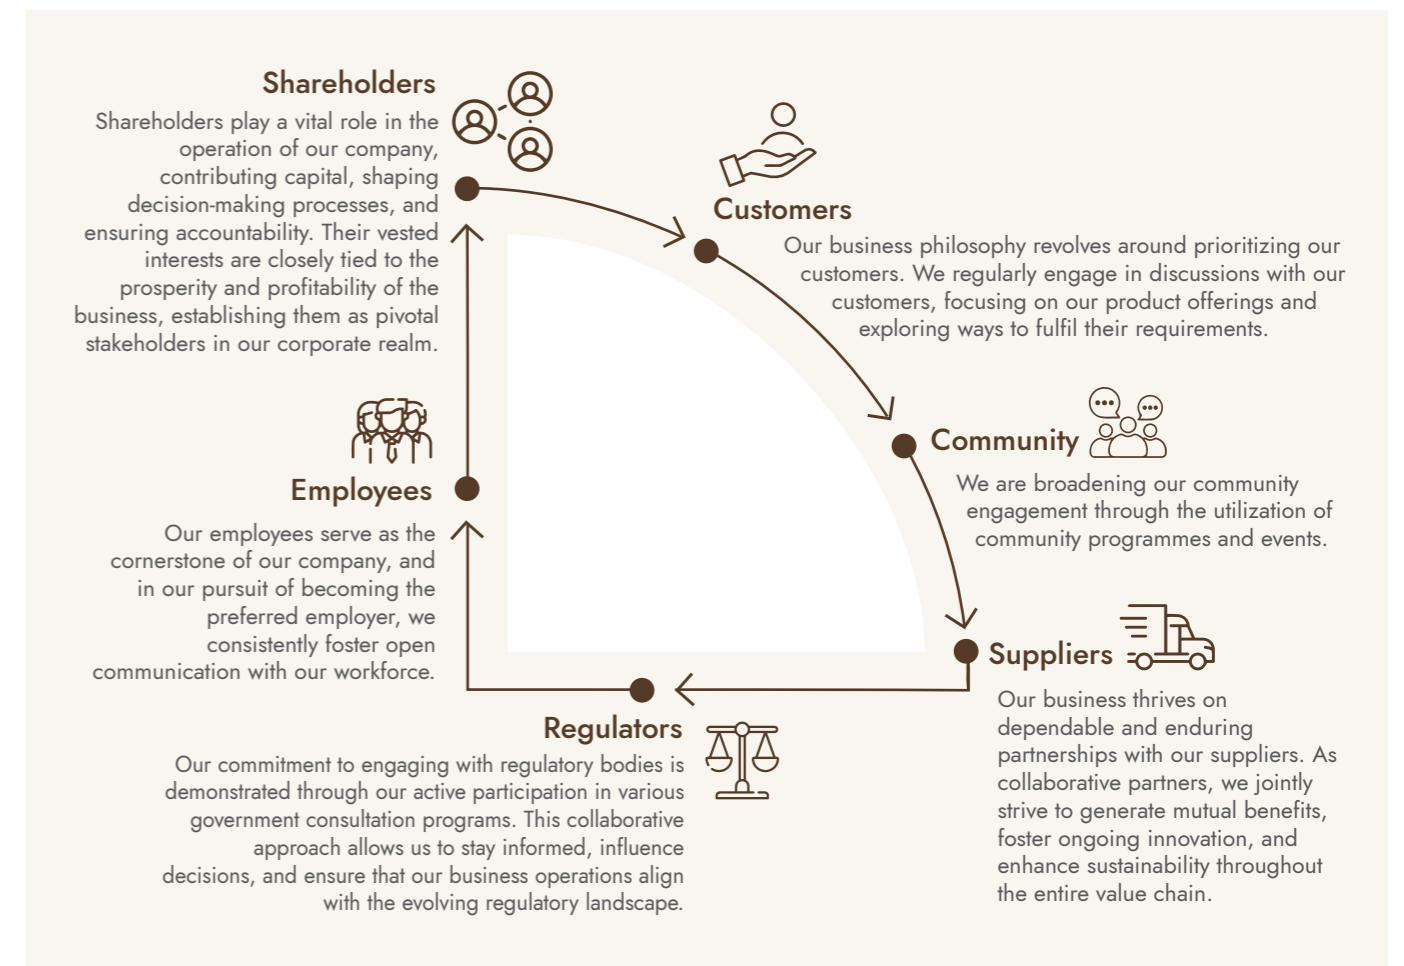 Shareholders
Shareholders play a vital role in the
operation of our company,
contributing capital, shaping
decision-making processes, and
ensuring accountability. Their vested
interests are closely tied to the
prosperity and profitability of the
business, establishing them as pivotal
stakeholders in our corporate realm.
Customers
Our business philosophy revolves around prioritizing our
customers. We regularly engage in discussions with our
customers, focusing on our product offerings and
exploring ways to fulfil their requirements.
Community
We are broadening our community
engagement through the utilization of
community programmes and events.
Suppliers
Our business thrives on
dependable and enduring
partnerships with our suppliers. As
collaborative partners, we jointly
strive to generate mutual benefits,
foster ongoing innovation, and
enhance sustainability throughout
the entire value chain.
Regulators
Our commitment to engaging with regulatory bodies is
demonstrated through our active participation in various
government consultation programs. This collaborative
approach allows us to stay informed, influence
decisions, and ensure that our business operations align
with the evolving regulatory landscape.
Employees
Our employees serve as the
cornerstone of our company, and
in our pursuit of becoming the
preferred employer, we
consistently foster open
communication with our workforce.